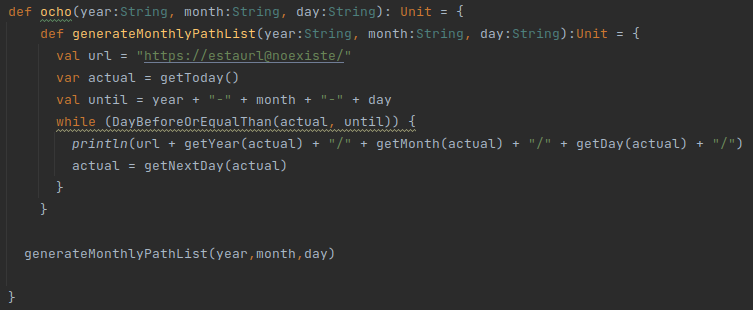 def ocho(year:String, month:String, day:String): Unit = {
    def generateMonthlyPathList(year:String, month:String, day:String):Unit = {
      val url = "https://estaurl@noexiste/"
      var actual = getToday()
      val until = year + "-" + month + "-" + day
      while (DayBeforeOrEqualThan(actual, until)) {
        println(url + getYear(actual) + "/" + getMonth(actual) + "/" + getDay(actual) + "/")
        actual = getNextDay(actual)
      }
    }

  generateMonthlyPathList(year,month,day)

}